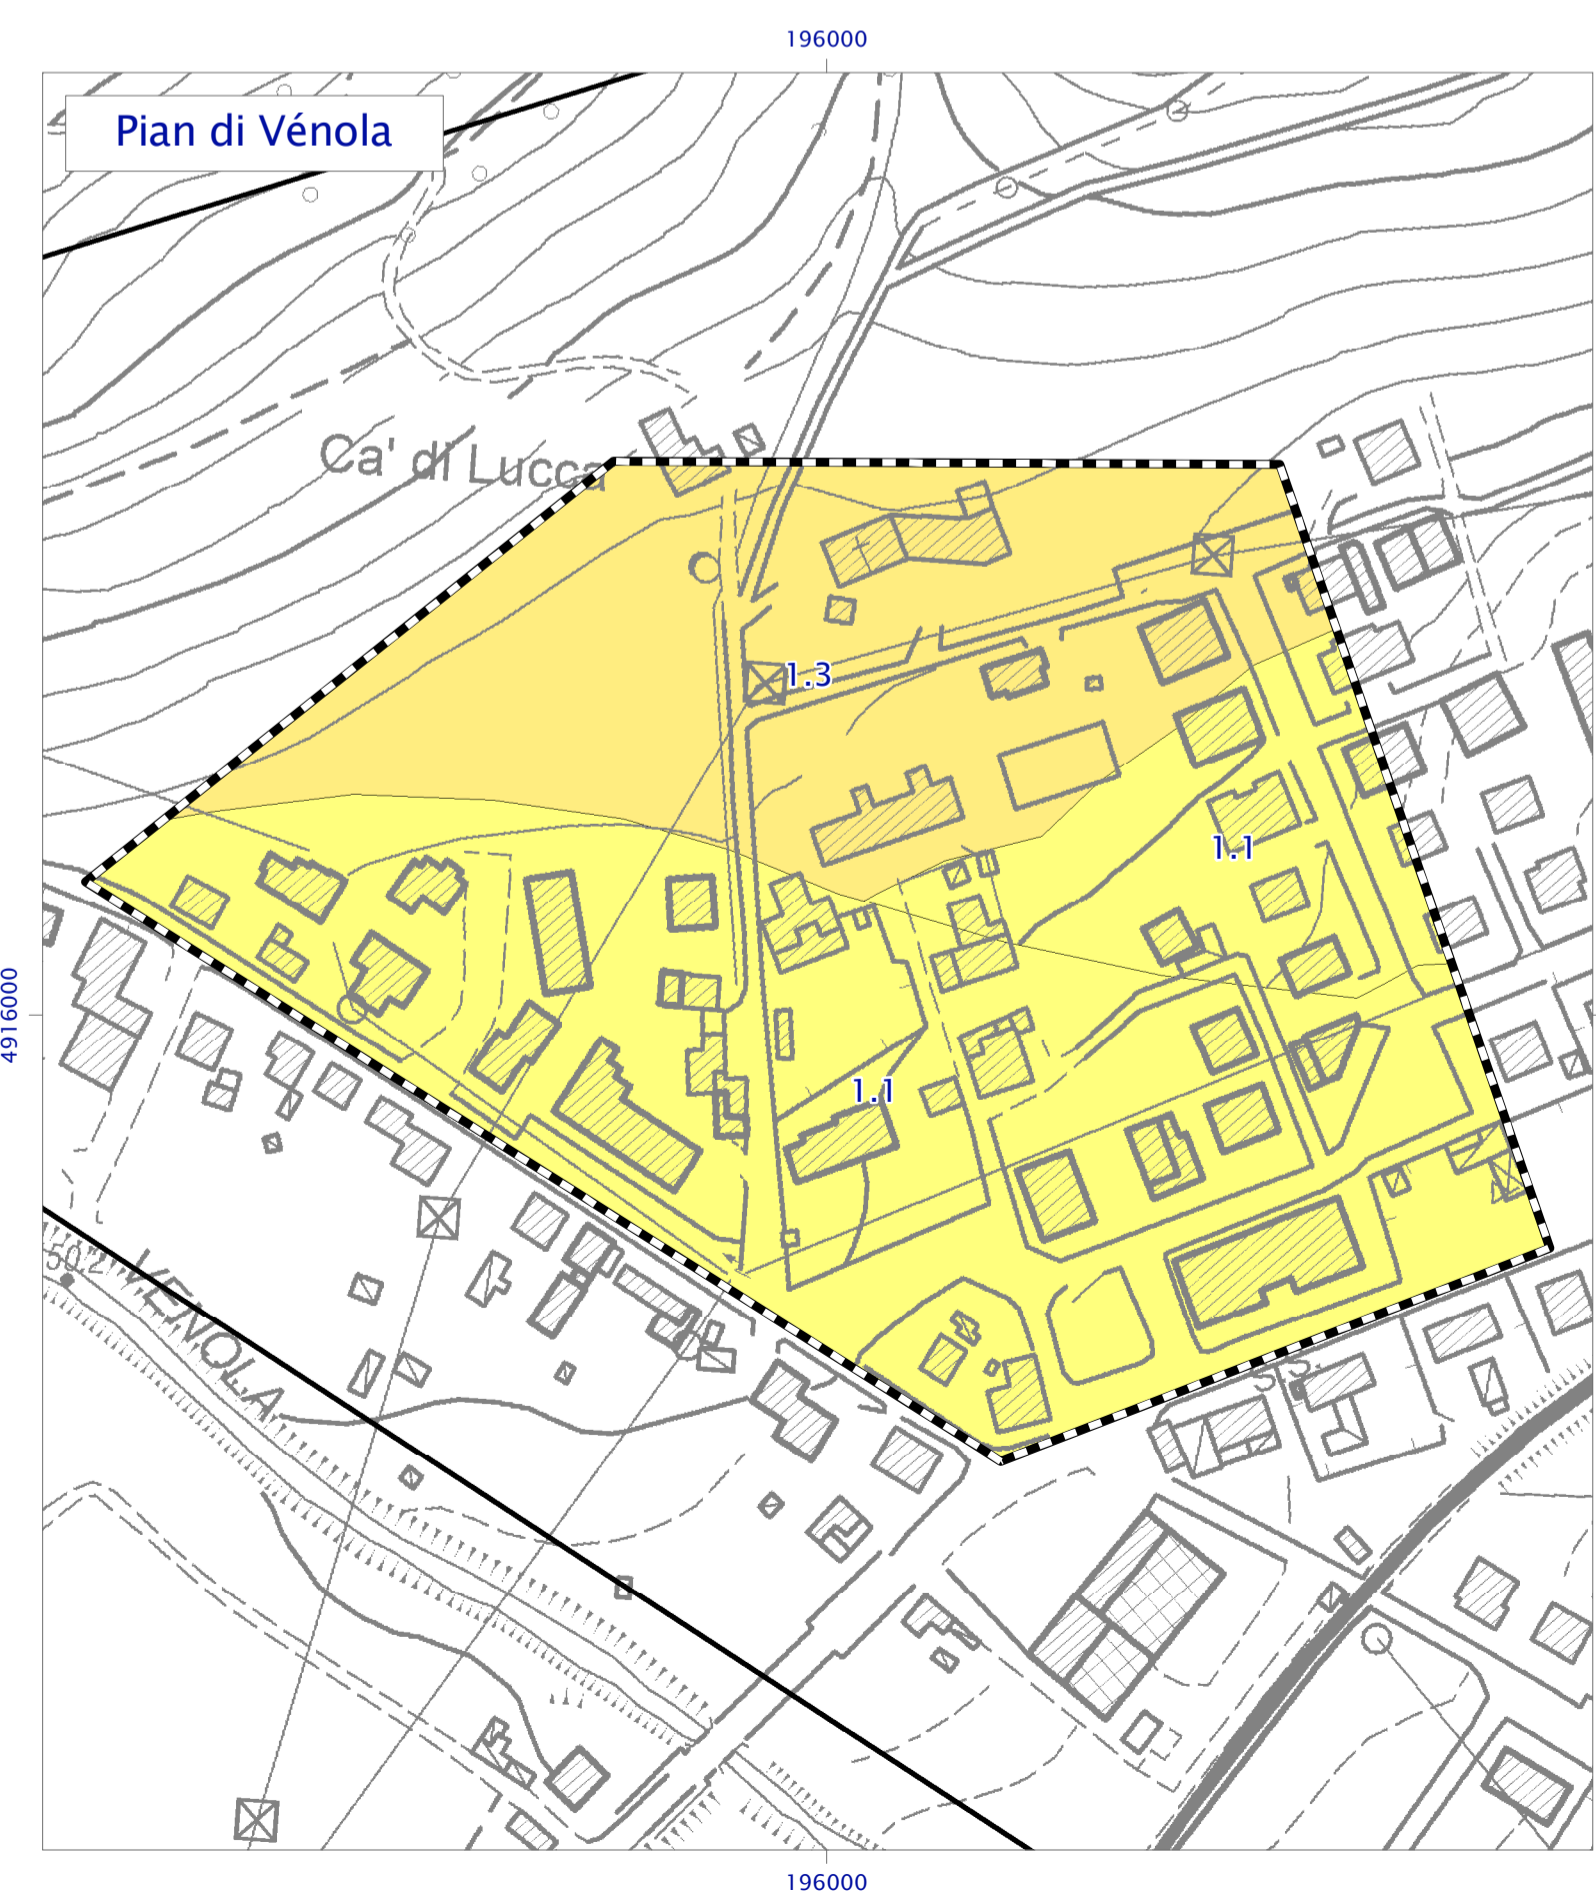 196000
Pian di Vénola
Ca' di Lucca
1.3
1.1
4916000
1.1
50.2
VENOLA
S.S.
196000